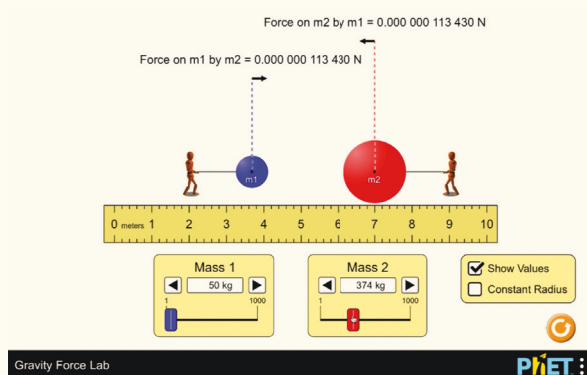 Force on m2 by m1 = 0.000 000 113 430 N
Force on m1 by m2 = 0.000 000 113 430 N
m1
m2
0 meters 1 2 3 4 5 6 7 8 9 10
Mass 1
50 kg
1 1000
Mass 2
374 kg
1 1000
Show Values
Constant Radius
Gravity Force Lab
PhET